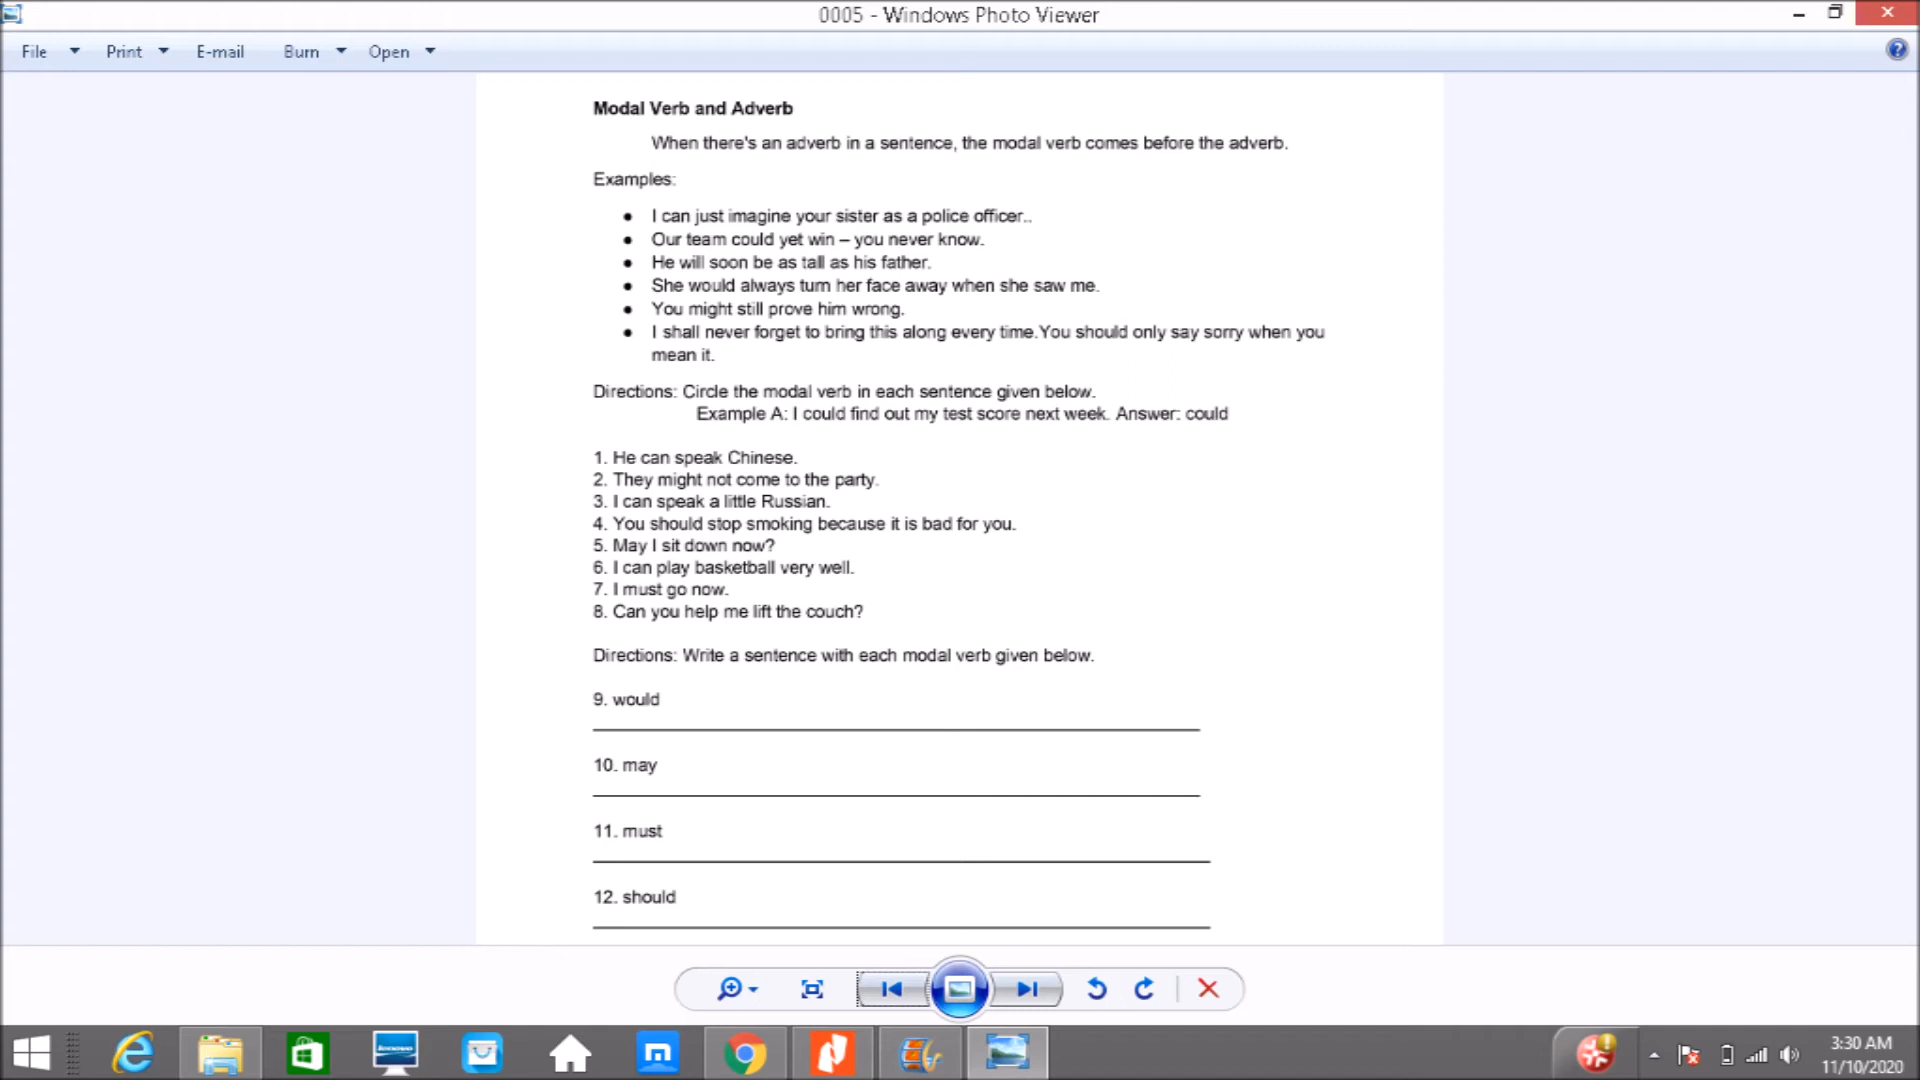 0005 - Windows Photo Viewer
File Print E-mail Burn Open
Modal Verb and Adverb
When there's an adverb in a sentence, the modal verb comes before the adverb.
Examples:
● I can just imagine your sister as a police officer..
● Our team could yet win – you never know.
● He will soon be as tall as his father.
● She would always turn her face away when she saw me.
● You might still prove him wrong.
● I shall never forget to bring this along every time.You should only say sorry when you
mean it.
Directions: Circle the modal verb in each sentence given below.
Example A: I could find out my test score next week. Answer: could
1. He can speak Chinese.
2. They might not come to the party.
3. I can speak a little Russian.
4. You should stop smoking because it is bad for you.
5. May I sit down now?
6. I can play basketball very well.
7. I must go now.
8. Can you help me lift the couch?
Directions: Write a sentence with each modal verb given below.
9. would
10. may
11. must
12. should
lenovo
3:30 AM
11/10/2020